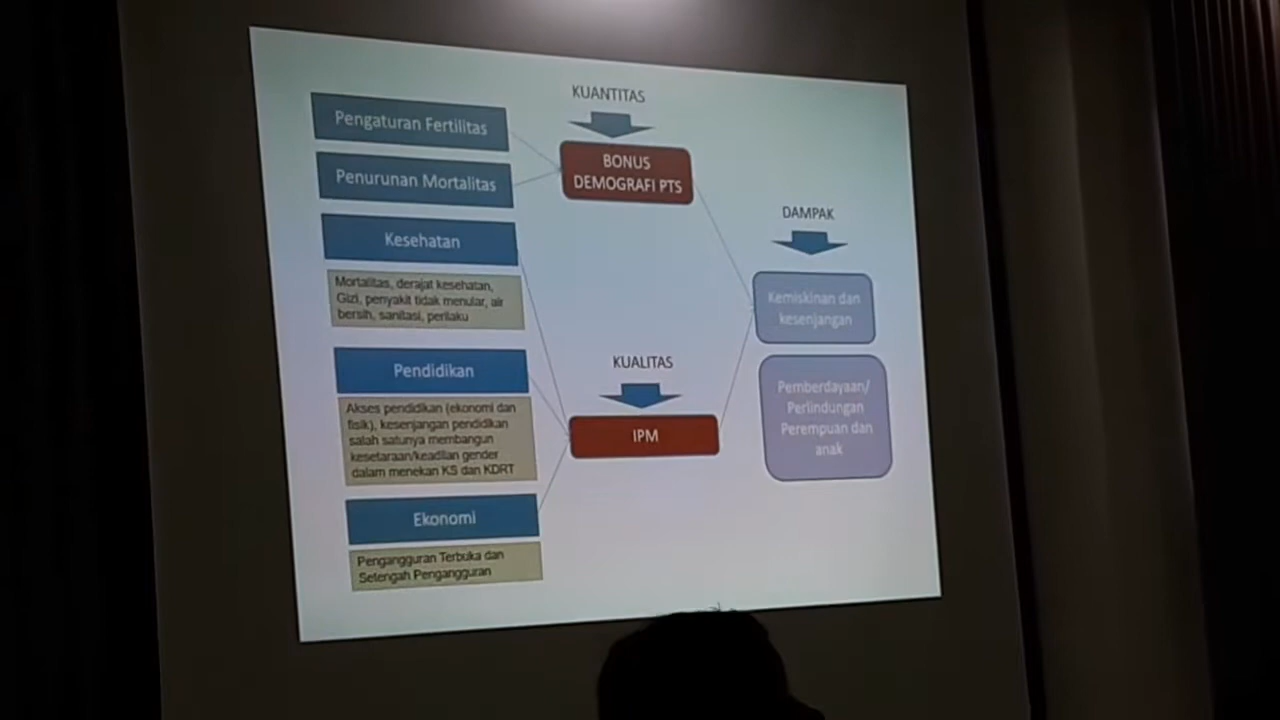 KUANTITAS
Pengaturan Fertilitas
BONUS
DEMOGRAFI PTS
Penurunan Mortalitas
Kesehatan
Mortalitas, derajat kesehatan,
Gizi, penyakit tidak menular, air
bersih, sanitasi, perilaku
DAMPAK
Kemiskinan dan
kesenjangan
KUALITAS
Pendidikan
Akses pendidikan (ekonomi dan
fisik), kesenjangan pendidikan
salah satunya membangun
kesetaraan/keadilan gender
dalam menekan KS dan KDRT
IPM
Pemberdayaan/
Perlindungan
Perempuan dan
anak
Ekonomi
Pengangguran Terbuka dan
Setengah Pengangguran